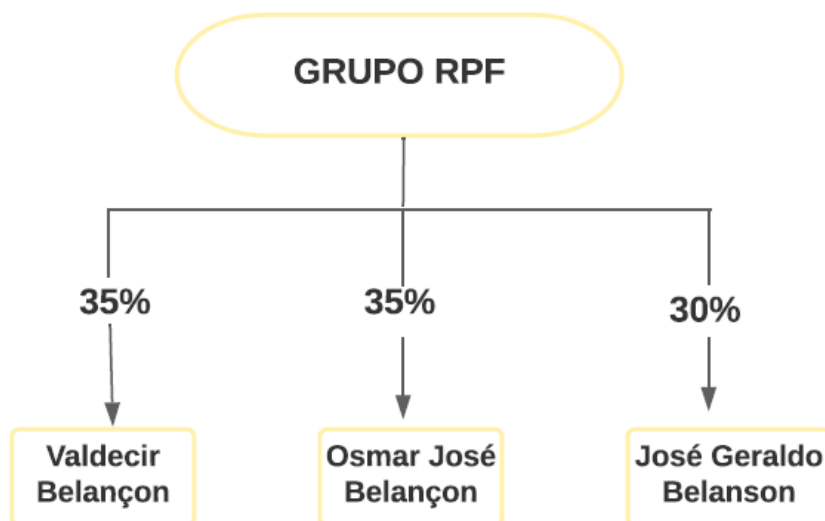 GRUPO RPF
35%
35%
30%
Valdecir
Belançon
Osmar José
Belançon
José Geraldo
Belanson